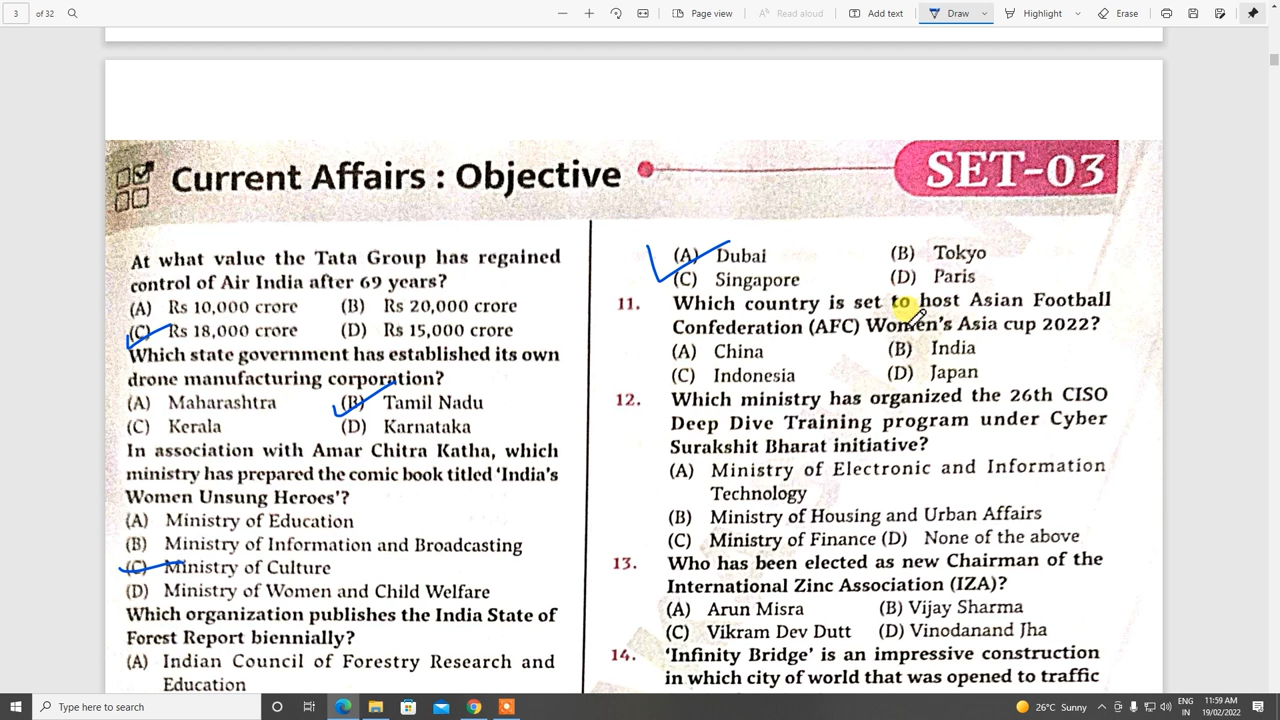 3 of 32 Page view Read aloud Add text Draw Highlight Erase
Current Affairs : Objective
SET-03
At what value the Tata Group has regained
control of Air India after 69 years?
(A) Rs 10,000 crore (B) Rs 20,000 crore
(C) Rs 18,000 crore (D) Rs 15,000 crore
Which state government has established its own
drone manufacturing corporation?
(A) Maharashtra (B) Tamil Nadu
(C) Kerala (D) Karnataka
In association with Amar Chitra Katha, which
ministry has prepared the comic book titled 'India's
Women Unsung Heroes'?
(A) Ministry of Education
(B) Ministry of Information and Broadcasting
(C) Ministry of Culture
(D) Ministry of Women and Child Welfare
Which organization publishes the India State of
Forest Report biennially?
(A) Indian Council of Forestry Research and
Education
(A) Dubai (B) Tokyo
(C) Singapore (D) Paris
11. Which country is set to host Asian Football
Confederation (AFC) Women's Asia cup 2022?
(A) China (B) India
(C) Indonesia (D) Japan
12. Which ministry has organized the 26th CISO
Deep Dive Training program under Cyber
Surakshit Bharat initiative?
(A) Ministry of Electronic and Information
Technology
(B) Ministry of Housing and Urban Affairs
(C) Ministry of Finance (D) None of the above
13. Who has been elected as new Chairman of the
International Zinc Association (IZA)?
(A) Arun Misra (B) Vijay Sharma
(C) Vikram Dev Dutt (D) Vinodanand Jha
14. 'Infinity Bridge' is an impressive construction
in which city of world that was opened to traffic
Type here to search 26°C Sunny ENG 11:59 AM
IN 19/02/2022